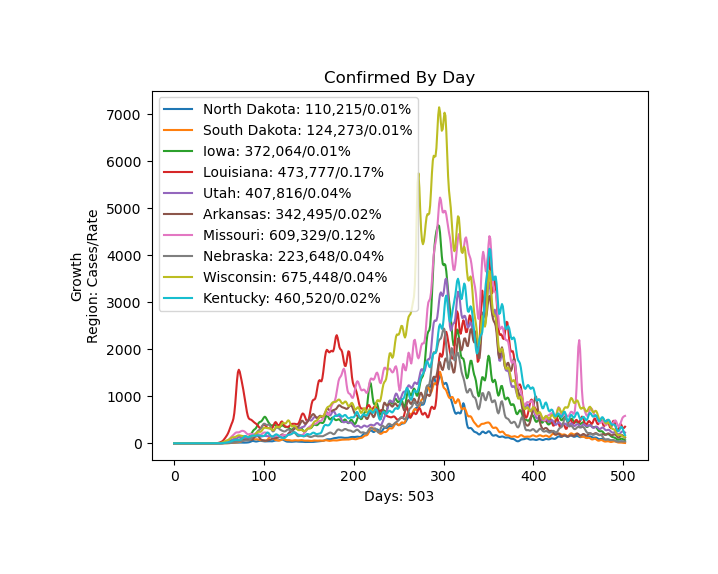 Confirmed By Day
7000
6000
5000
4000
3000
2000
1000
0
Growth
Region: Cases/Rate
North Dakota: 110,215/0.01%
South Dakota: 124,273/0.01%
Iowa: 372,064/0.01%
Louisiana: 473,777/0.17%
Utah: 407,816/0.04%
Arkansas: 342,495/0.02%
Missouri: 609,329/0.12%
Nebraska: 223,648/0.04%
Wisconsin: 675,448/0.04%
Kentucky: 460,520/0.02%
0 100 200 300 400 500
Days: 503